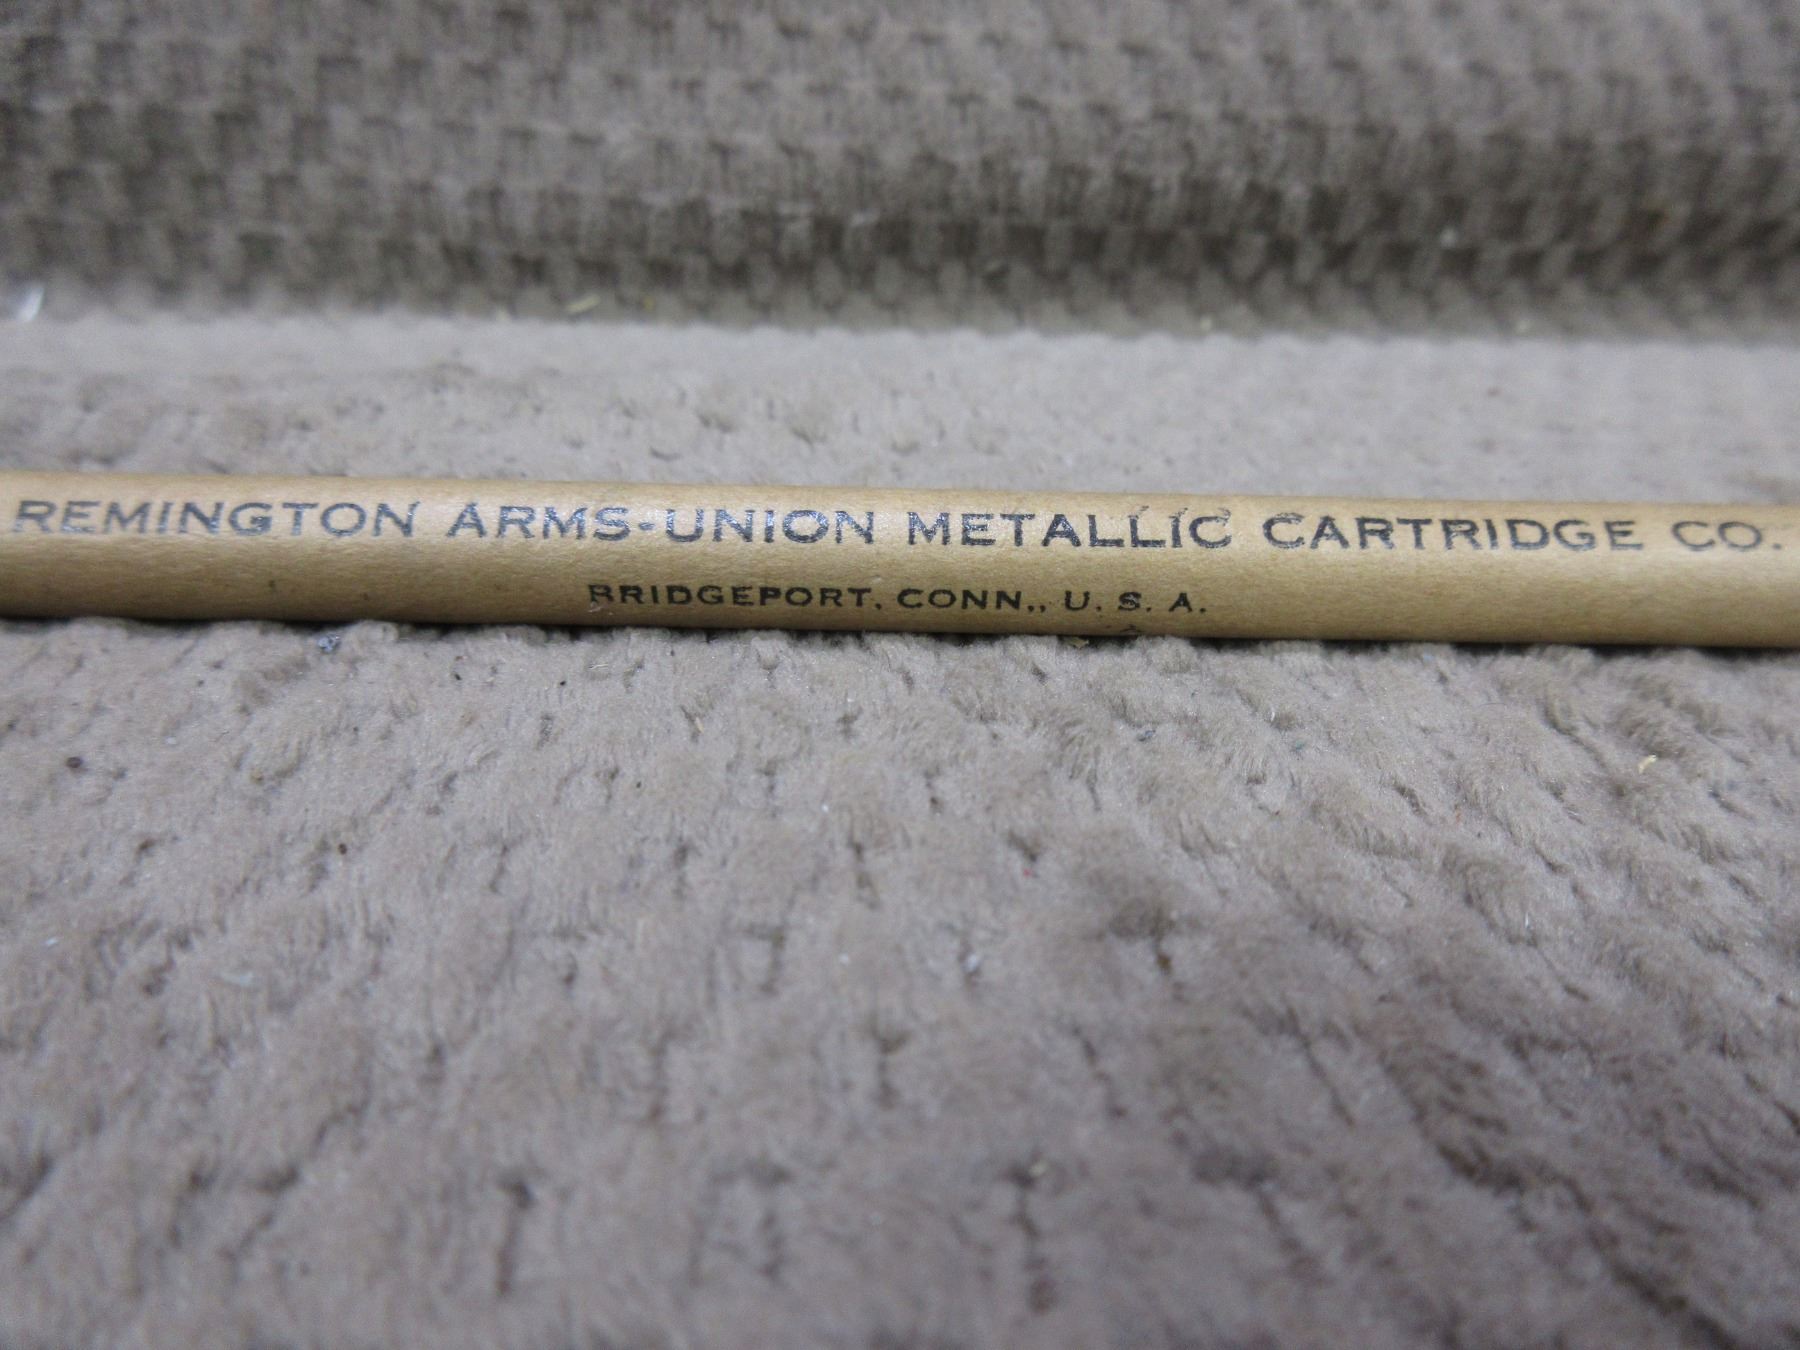 REMINGTON ARMS-UNION METALLIC CARTRIDGE CO.
BRIDGEPORT, CONN., U. S. A.